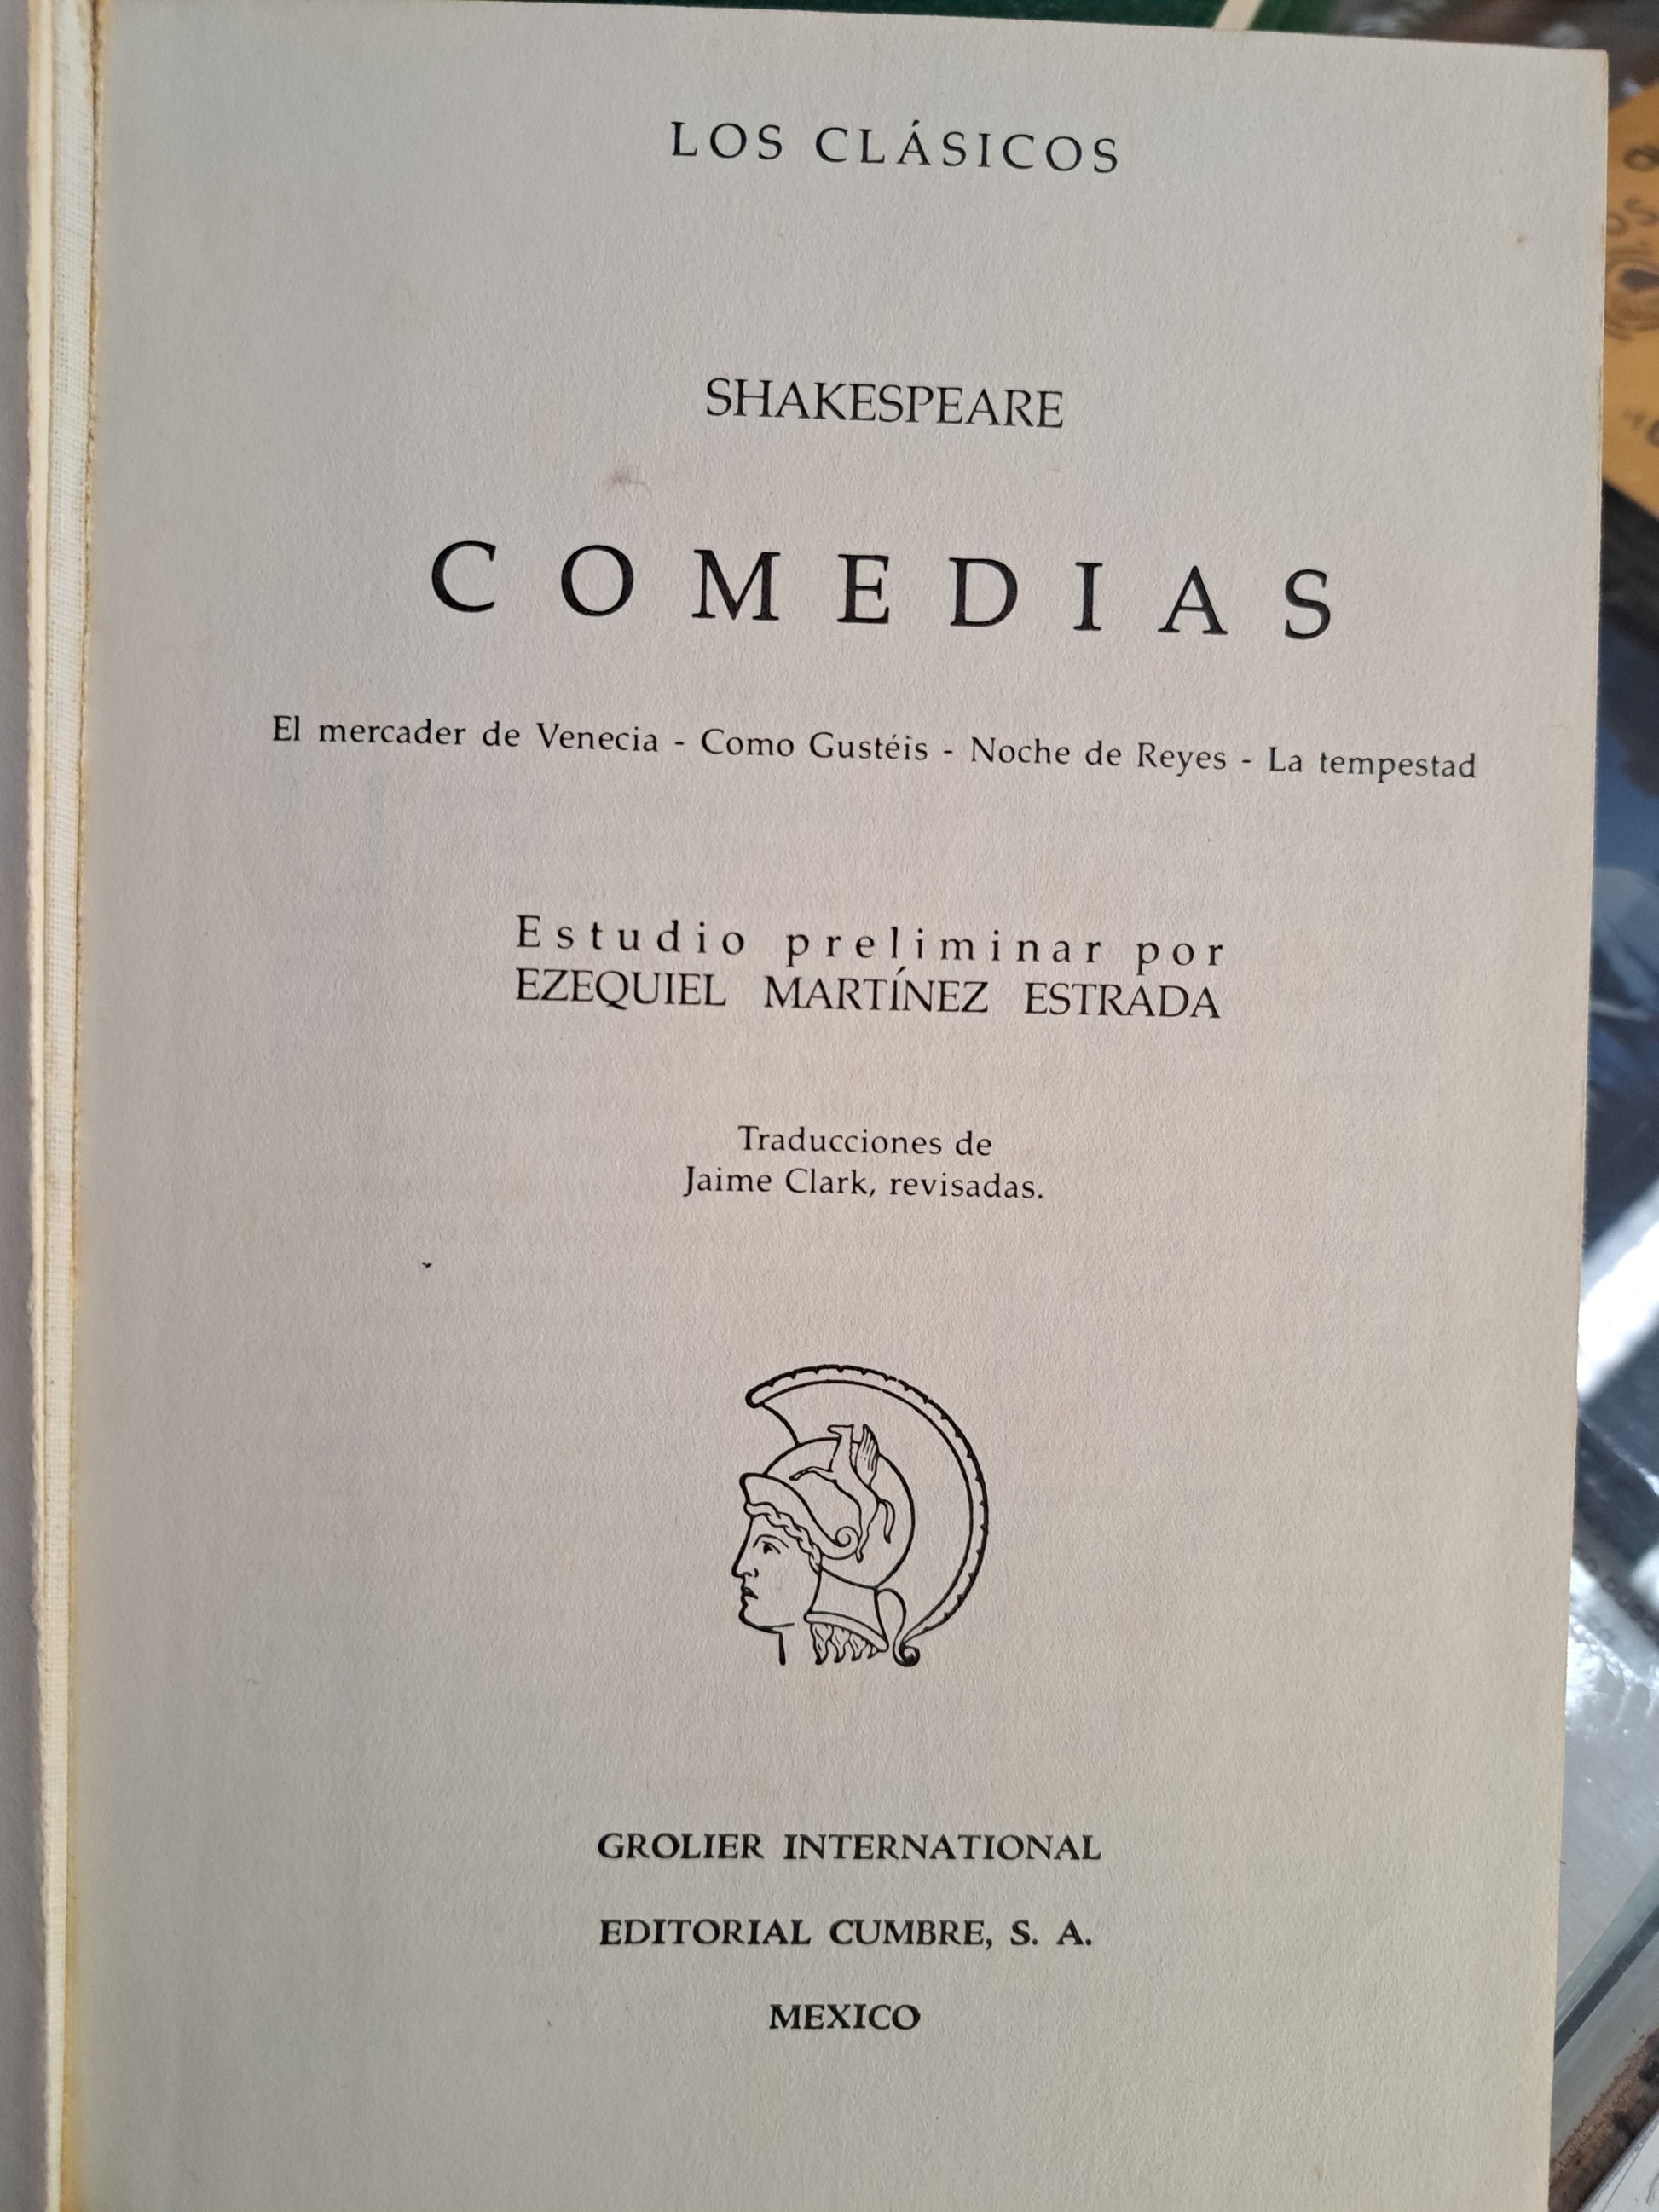 LOS CLÁSICOS
SHAKESPEARE
COMEDIAS
El mercader de Venecia - Como Gustéis - Noche de Reyes - La tempestad
Estudio preliminar por
EZEQUIEL MARTÍNEZ ESTRADA
Traducciones de
Jaime Clark, revisadas.
GROLIER INTERNATIONAL
EDITORIAL CUMBRE, S. A.
MEXICO